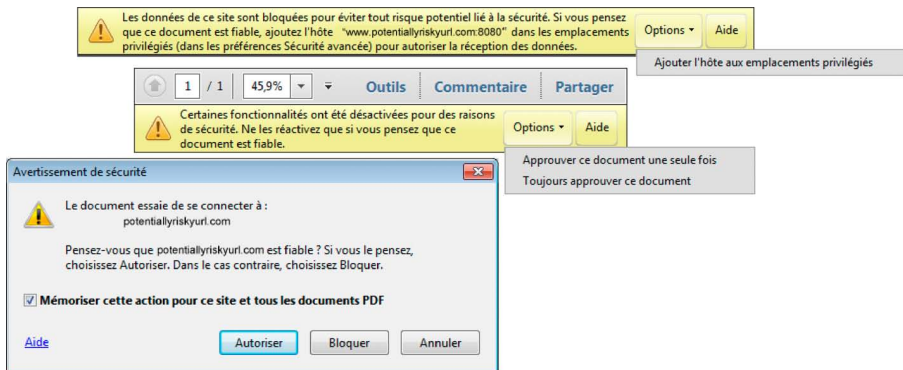 Les données de ce site sont bloquées pour éviter tout risque potentiel lié à la sécurité. Si vous pensez
que ce document est fiable, ajoutez l'hôte "www.potentiallyriskyurl.com:8080" dans les emplacements
privilégiés (dans les préférences Sécurité avancée) pour autoriser la réception des données.
Options Aide
Ajouter l'hôte aux emplacements privilégiés
1 / 1 45,9% Outils Commentaire Partager
Certaines fonctionnalités ont été désactivées pour des raisons
de sécurité. Ne les réactivez que si vous pensez que ce
document est fiable.
Options Aide
Approuver ce document une seule fois
Toujours approuver ce document
Avertissement de sécurité
Le document essaie de se connecter à :
potentiallyriskyurl.com
Pensez-vous que potentiallyriskyurl.com est fiable ? Si vous le pensez,
choisissez Autoriser. Dans le cas contraire, choisissez Bloquer.
Mémoriser cette action pour ce site et tous les documents PDF
Aide Autoriser Bloquer Annuler